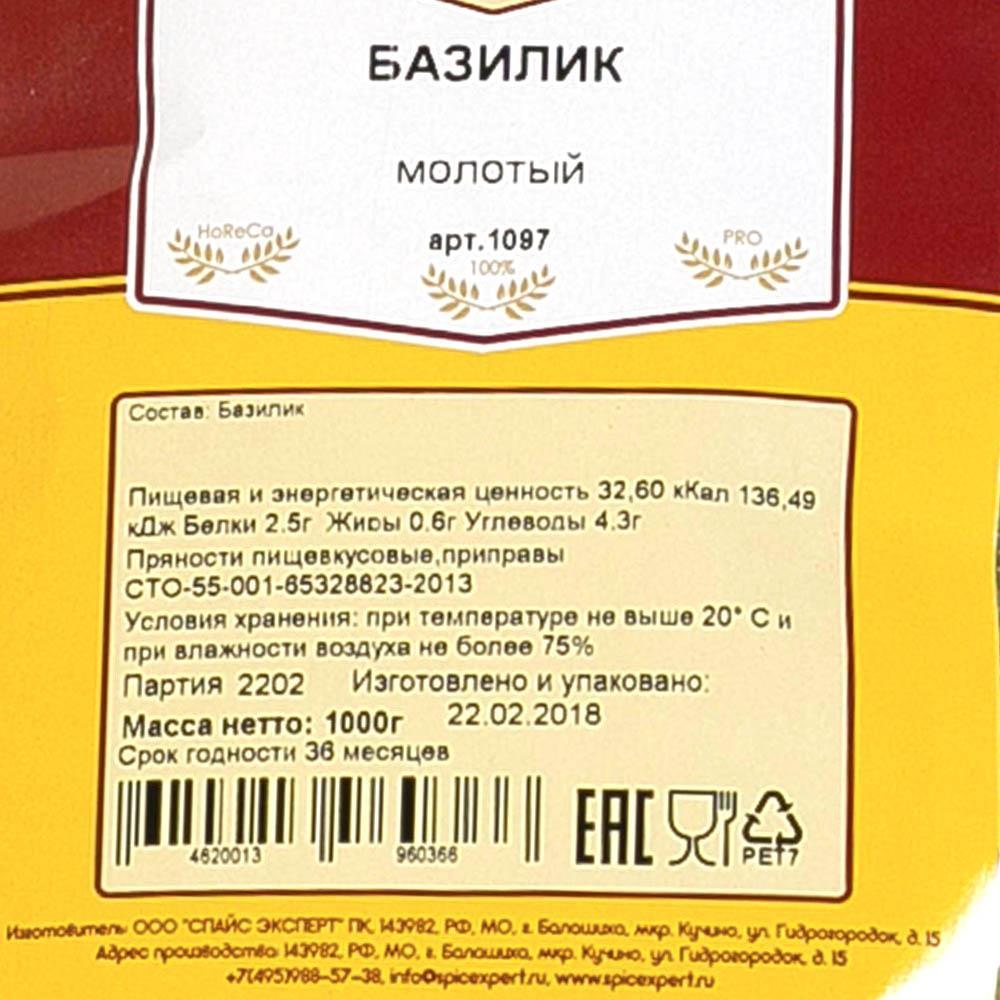 БАЗИЛИК
МОЛОТЫЙ
HoReCa
арт.1097
PRO
100%
Состав: Базилик
Пищевая и энергетическая ценность 32,60 кКал 136,49
кДж Белки 2.5г Жиры 0.6г Углеводы 4.3г
Пряности пищевкусовые,приправы
СТО-55-001-65328823-2013
Условия хранения: при температуре не выше 20° С и
при влажности воздуха не более 75%
Партия 2202 Изготовлено и упаковано:
Масса нетто: 1000г 22.02.2018
Срок годности 36 месяцев
4620013 960366
EAC
PET7
Изготовитель: ООО "СПАЙС ЭКСПЕРТ" ПК, 143982, РФ, МО, г. Балашиха, мкр. Кучино, ул. Гидрогородок, д. 15
Адрес производства: 143982, РФ, МО, г. Балашиха, мкр. Кучино, ул. Гидрогородок, д. 15
+7(495)988-57-38, info@spicexpert.ru, www.spicexpert.ru